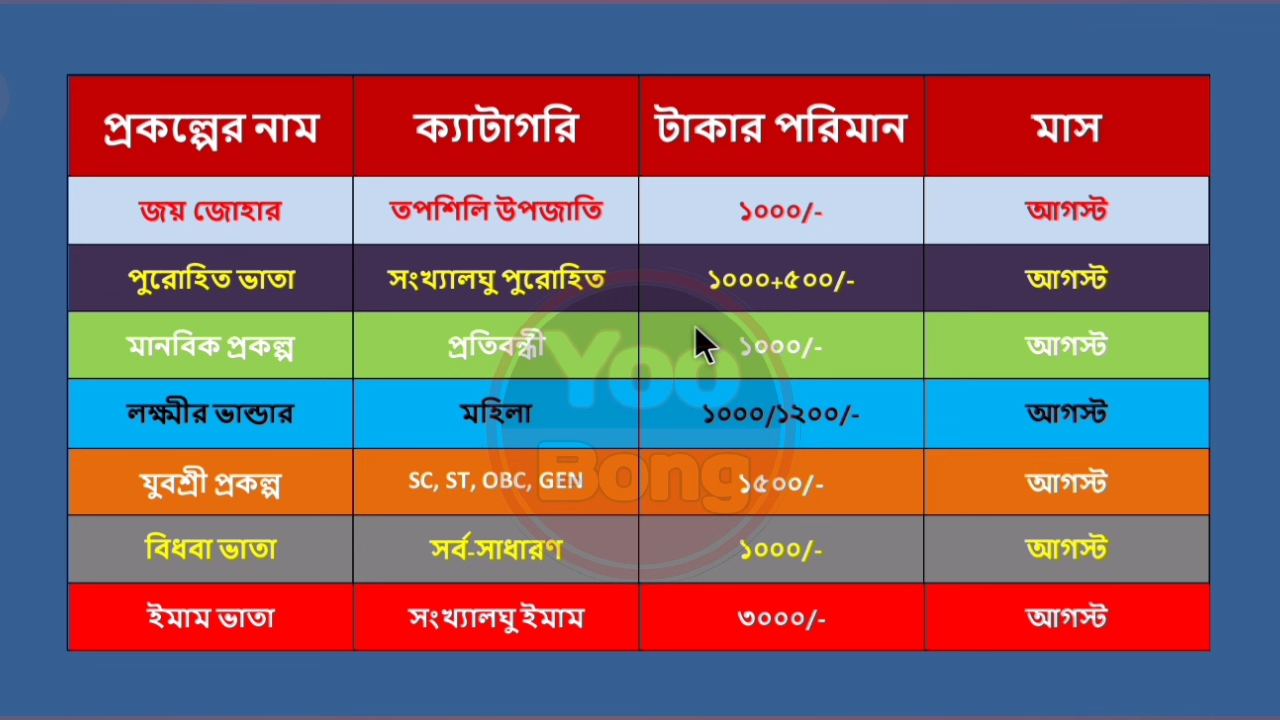 প্রকল্পের নাম ক্যাটাগরি টাকার পরিমান মাস
জয় জোহার তপশিলি উপজাতি ১০০০/- আগস্ট
পুরোহিত ভাতা সংখ্যালঘু পুরোহিত ১০০০+৫০০/- আগস্ট
মানবিক প্রকল্প প্রতিবন্ধী ১০০০/- আগস্ট
লক্ষ্মীর ভান্ডার মহিলা ১০০০/১২০০/- আগস্ট
যুবশ্রী প্রকল্প SC, ST, OBC, GEN ১৫০০/- আগস্ট
বিধবা ভাতা সর্ব-সাধারণ ১০০০/- আগস্ট
ইমাম ভাতা সংখ্যালঘু ইমাম ৩০০০/- আগস্ট
Yoo
Bong